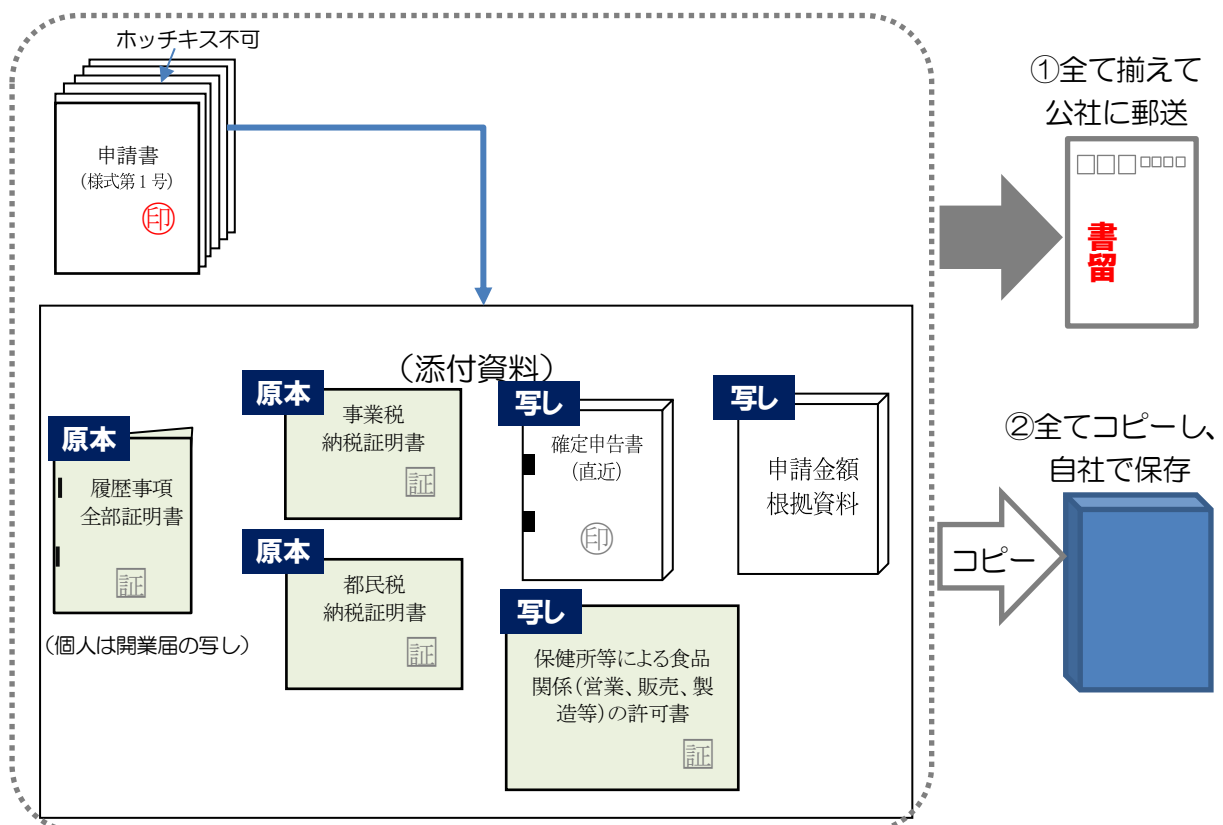 ホッチキス不可
申請書
(様式第1号)
印
①全て揃えて
公社に郵送
書留
(添付資料)
原本
履歴事項
全部証明書
証
(個人は開業届の写し)
原本
事業税
納税証明書
証
原本
都民税
納税証明書
証
写し
確定申告書
(直近)
印
写し
申請金額
根拠資料
写し
保健所等による食品
関係(営業、販売、製
造等)の許可書
証
②全てコピーし、
自社で保存
コピー